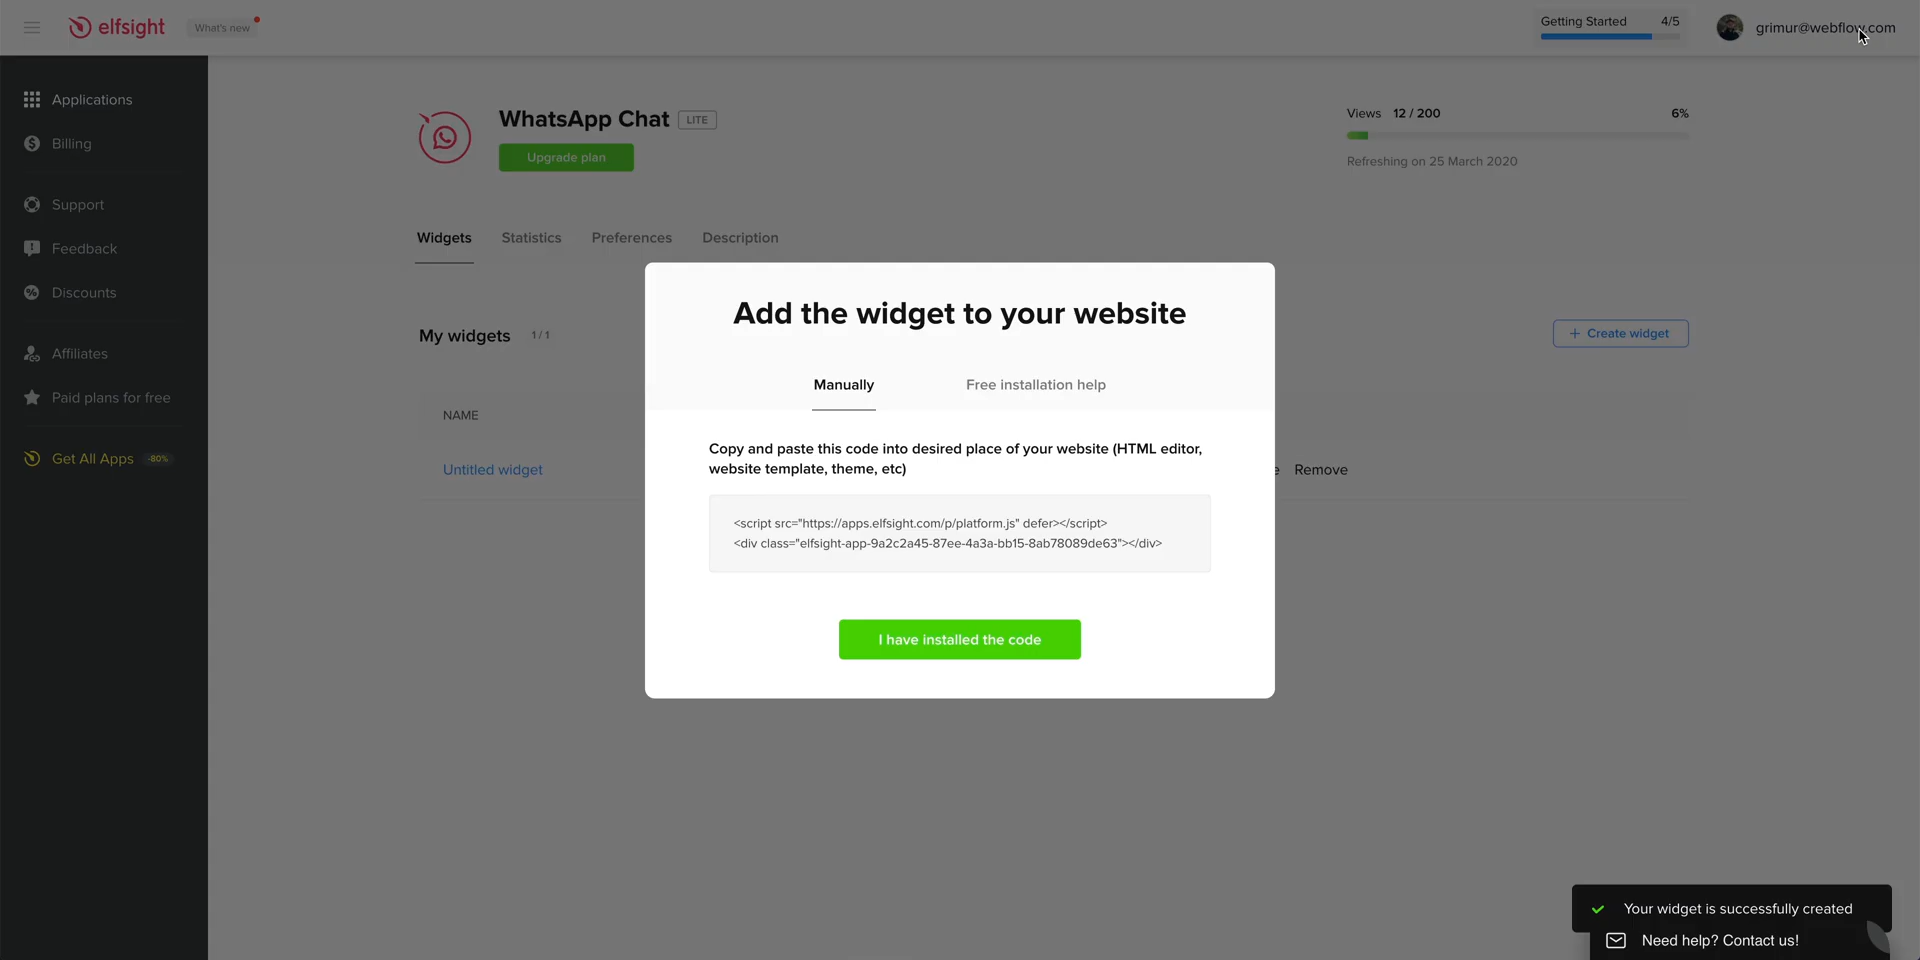 elfsight
What's new
Getting Started 4/5
grimur@webflow.com
Applications
Billing
Support
Feedback
Discounts
Affiliates
Paid plans for free
Get All Apps -80%
WhatsApp Chat LITE
Upgrade plan
Views 12 / 200 6%
Refreshing on 25 March 2020
Widgets Statistics Preferences Description
My widgets 1 / 1
+ Create widget
NAME
Untitled widget
Remove
Add the widget to your website
Manually Free installation help
Copy and paste this code into desired place of your website (HTML editor,
website template, theme, etc)
<script src="https://apps.elfsight.com/p/platform.js" defer></script>
<div class="elfsight-app-9a2c2a45-87ee-4a3a-bb15-8ab78089de63"></div>
I have installed the code
Your widget is successfully created
Need help? Contact us!